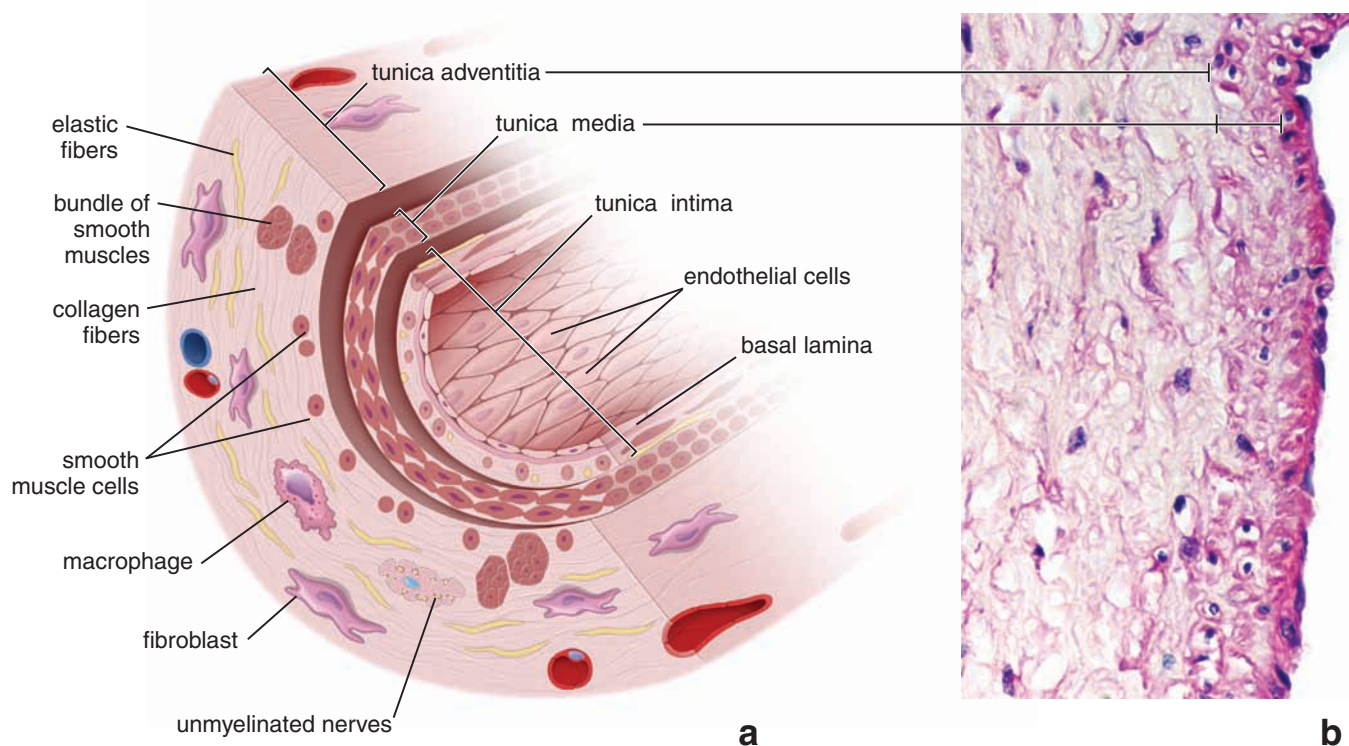 tunica adventitia
elastic
fibers
tunica media
bundle of
smooth
muscles
tunica intima
endothelial cells
collagen
fibers
basal lamina
smooth
muscle cells
macrophage
fibroblast
unmyelinated nerves
a
b